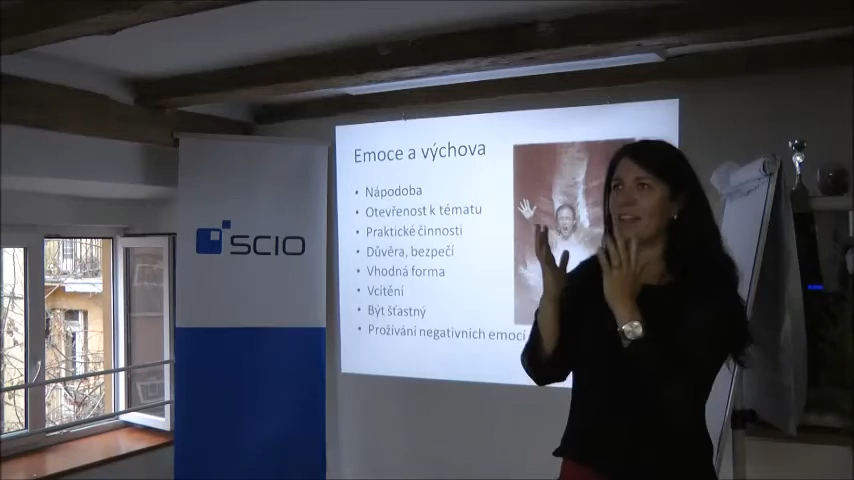 Emoce a výchova
• Nápodoba
• Otevřenost k tématu
• Praktické činnosti
• Důvěra, bezpečí
• Vhodná forma
• Vcítění
• Být šťastný
• Prožívání negativních emocí
SCIO